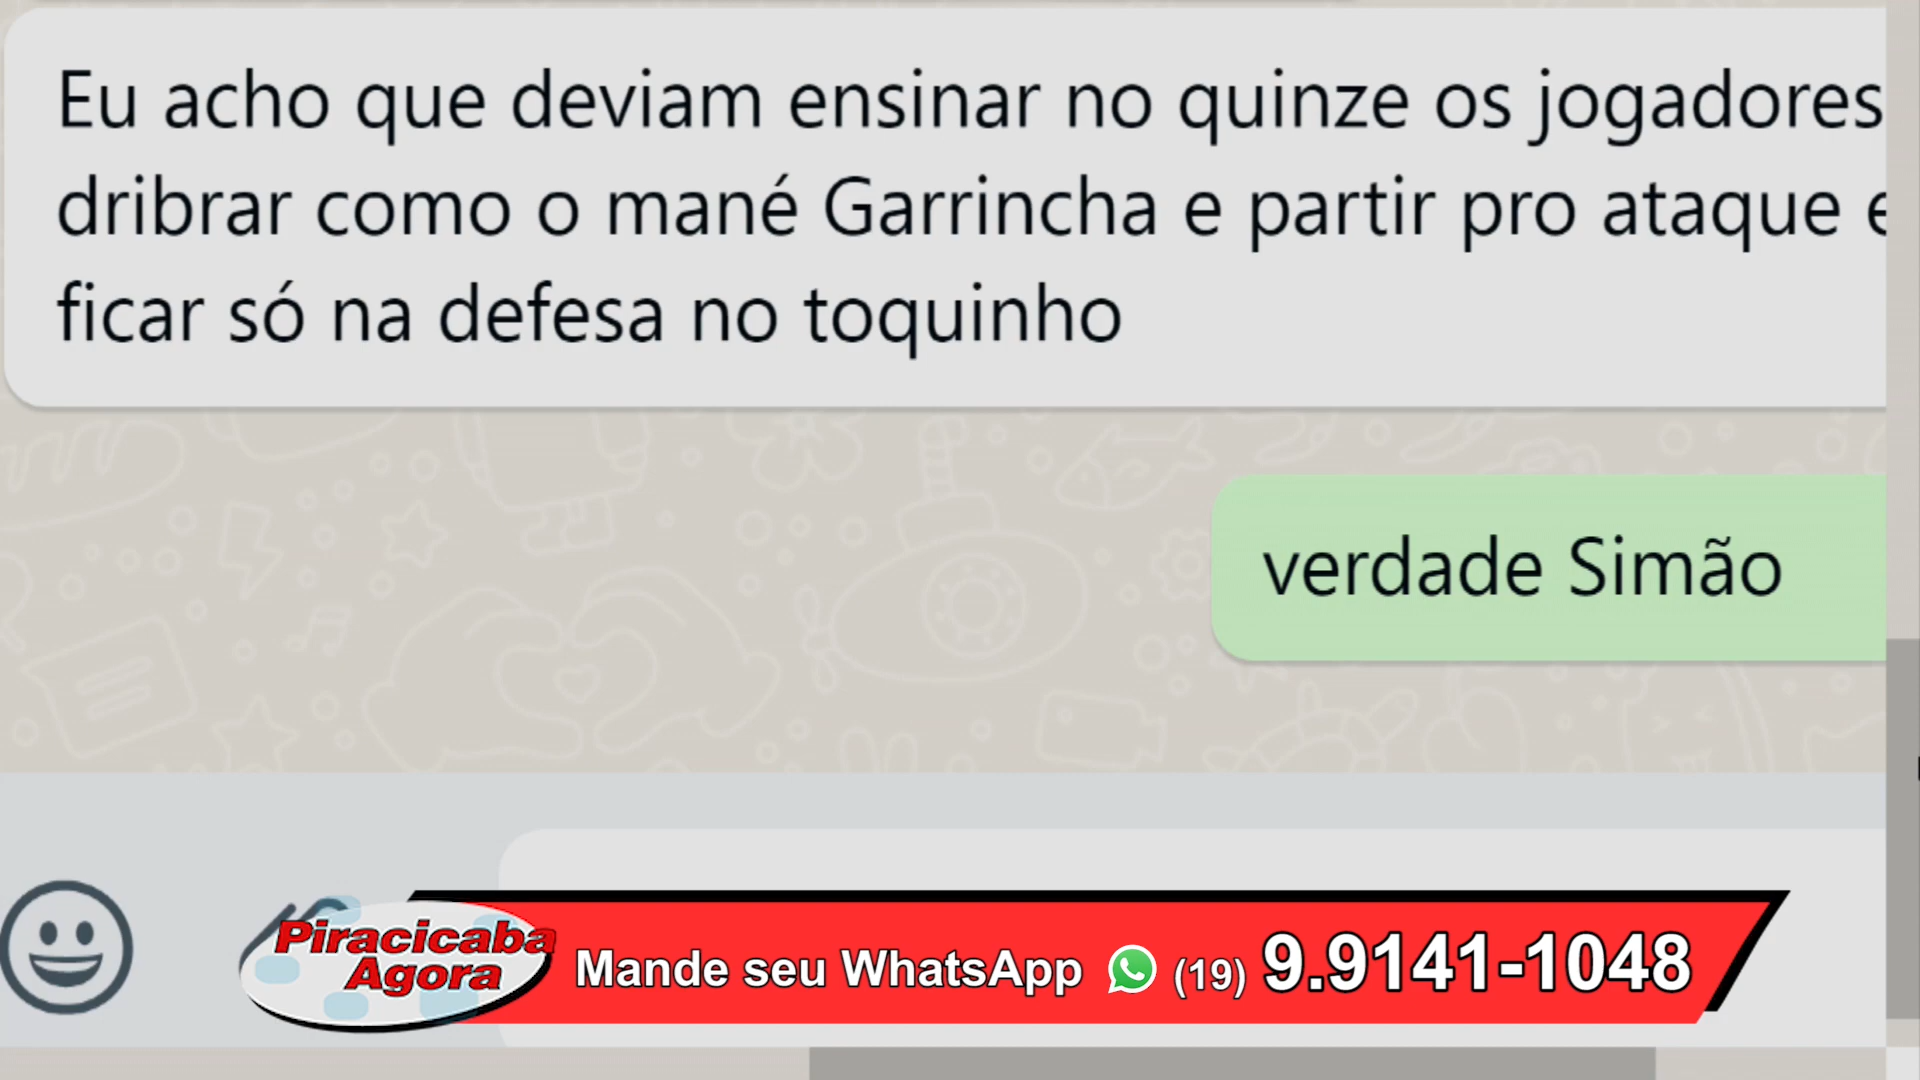 Eu acho que deviam ensinar no quinze os jogadores
dribrar como o mané Garrincha e partir pro ataque
ficar só na defesa no toquinho
verdade Simão
Piracicaba
Agora
Mande seu WhatsApp (19) 9.9141-1048